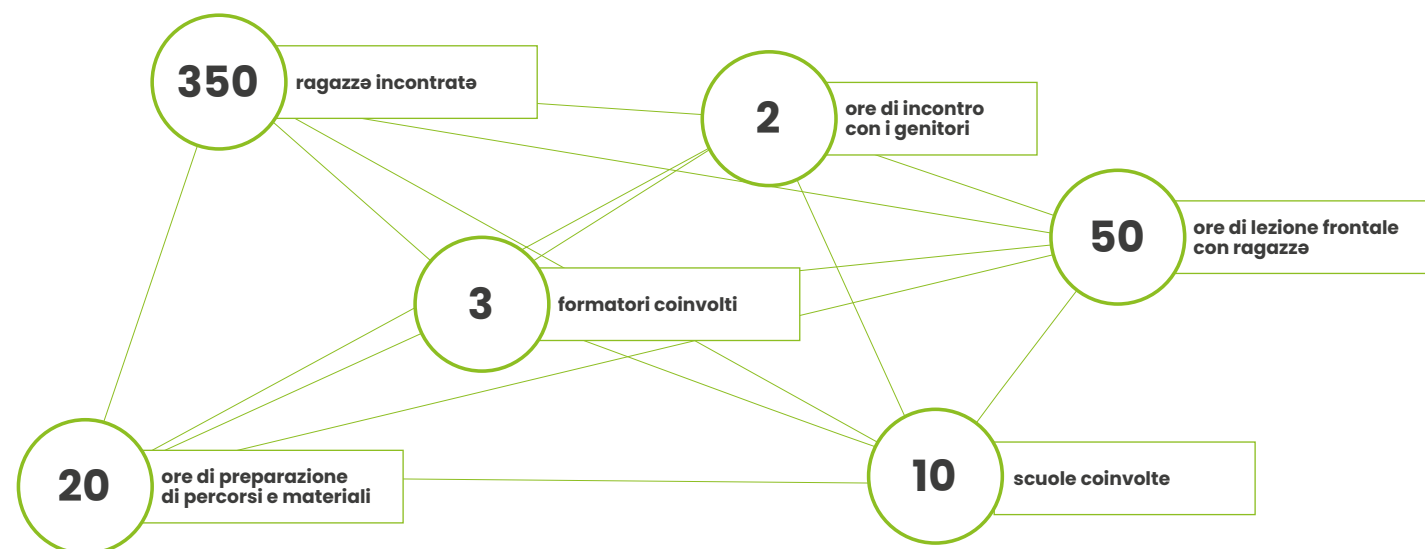 350
ragazzə incontratə
2
ore di incontro
con i genitori
50
ore di lezione frontale
con ragazzə
3
formatori coinvolti
20
ore di preparazione
di percorsi e materiali
10
scuole coinvolte